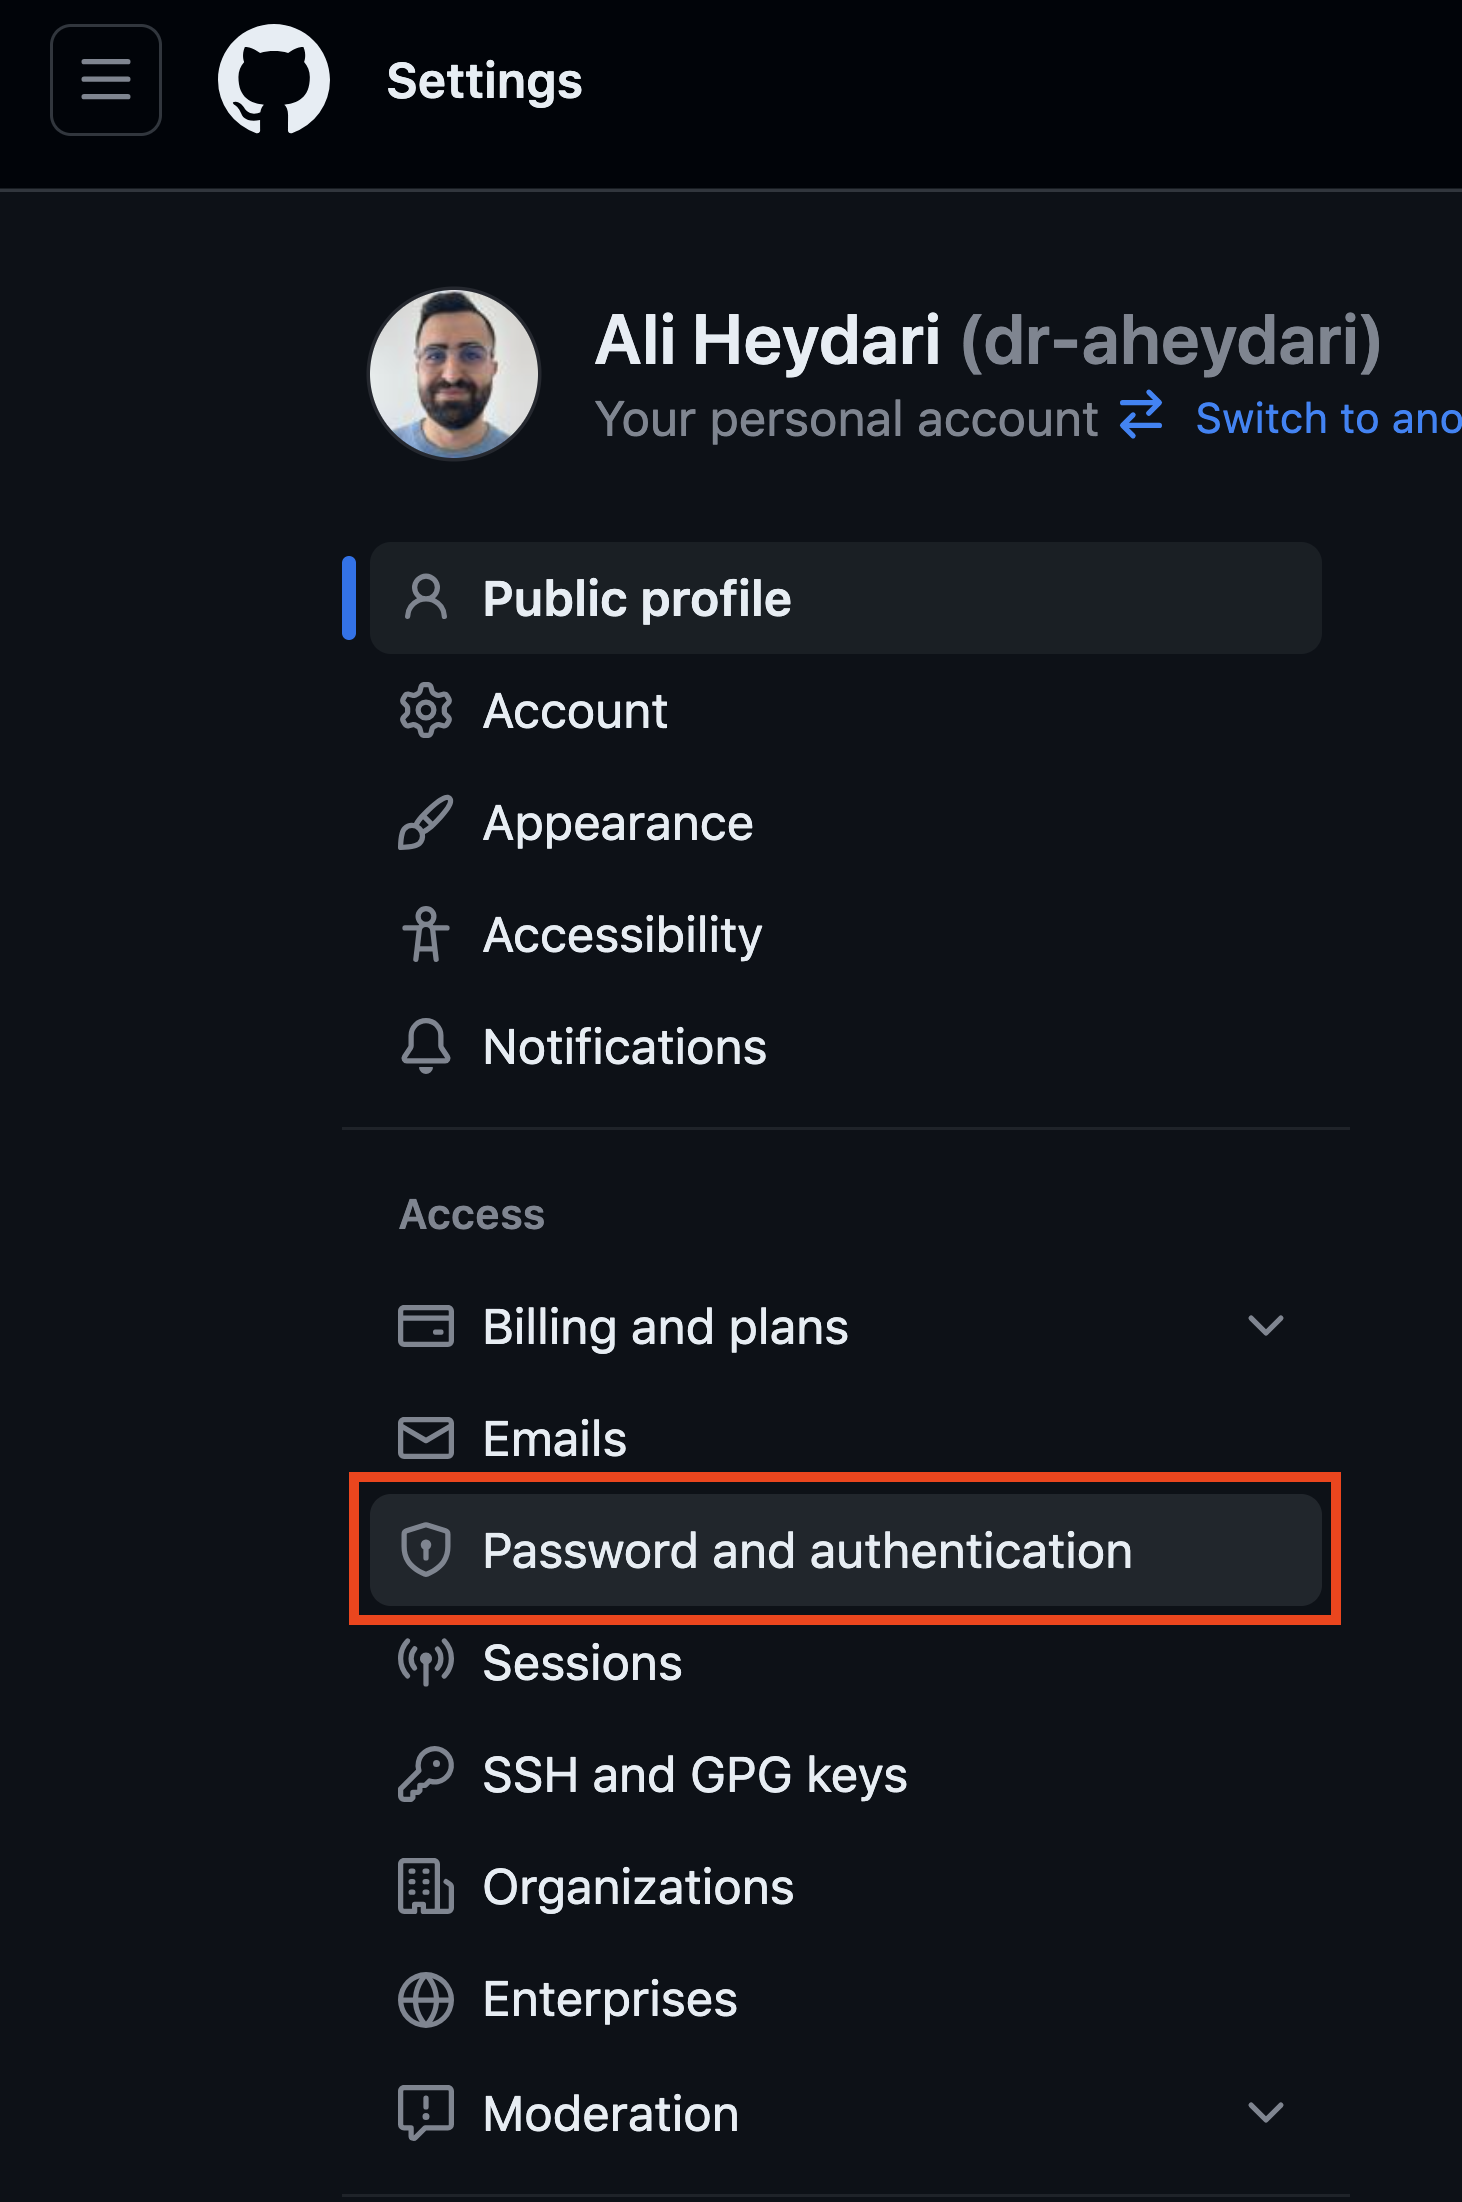 Settings
Ali Heydari (dr-aheydari)
Your personal account Switch to ano
Public profile
Account
Appearance
Accessibility
Notifications
Access
Billing and plans
Emails
Password and authentication
Sessions
SSH and GPG keys
Organizations
Enterprises
Moderation